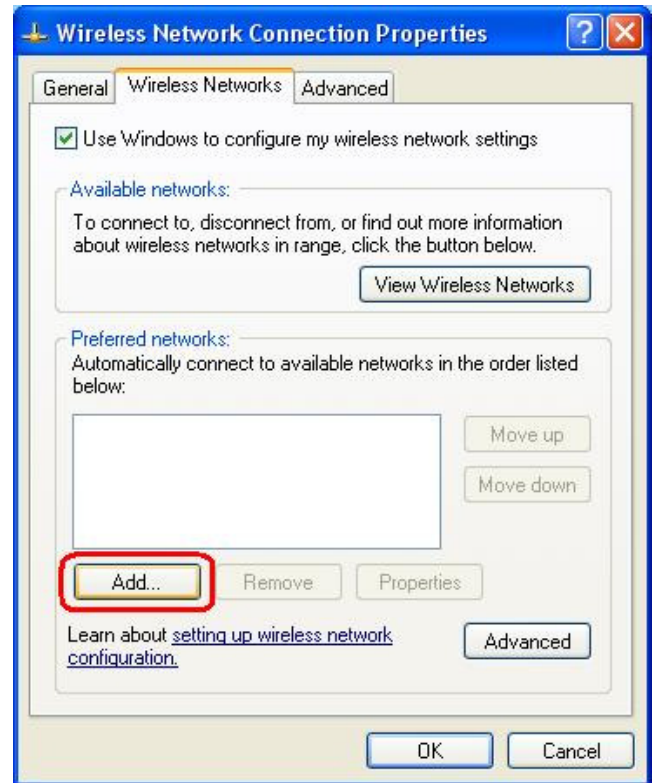 Wireless Network Connection Properties
General Wireless Networks Advanced
Use Windows to configure my wireless network settings
Available networks:
To connect to, disconnect from, or find out more information
about wireless networks in range, click the button below.
View Wireless Networks
Preferred networks:
Automatically connect to available networks in the order listed
below:
Move up
Move down
Add... Remove Properties
Learn about setting up wireless network
configuration.
Advanced
OK Cancel